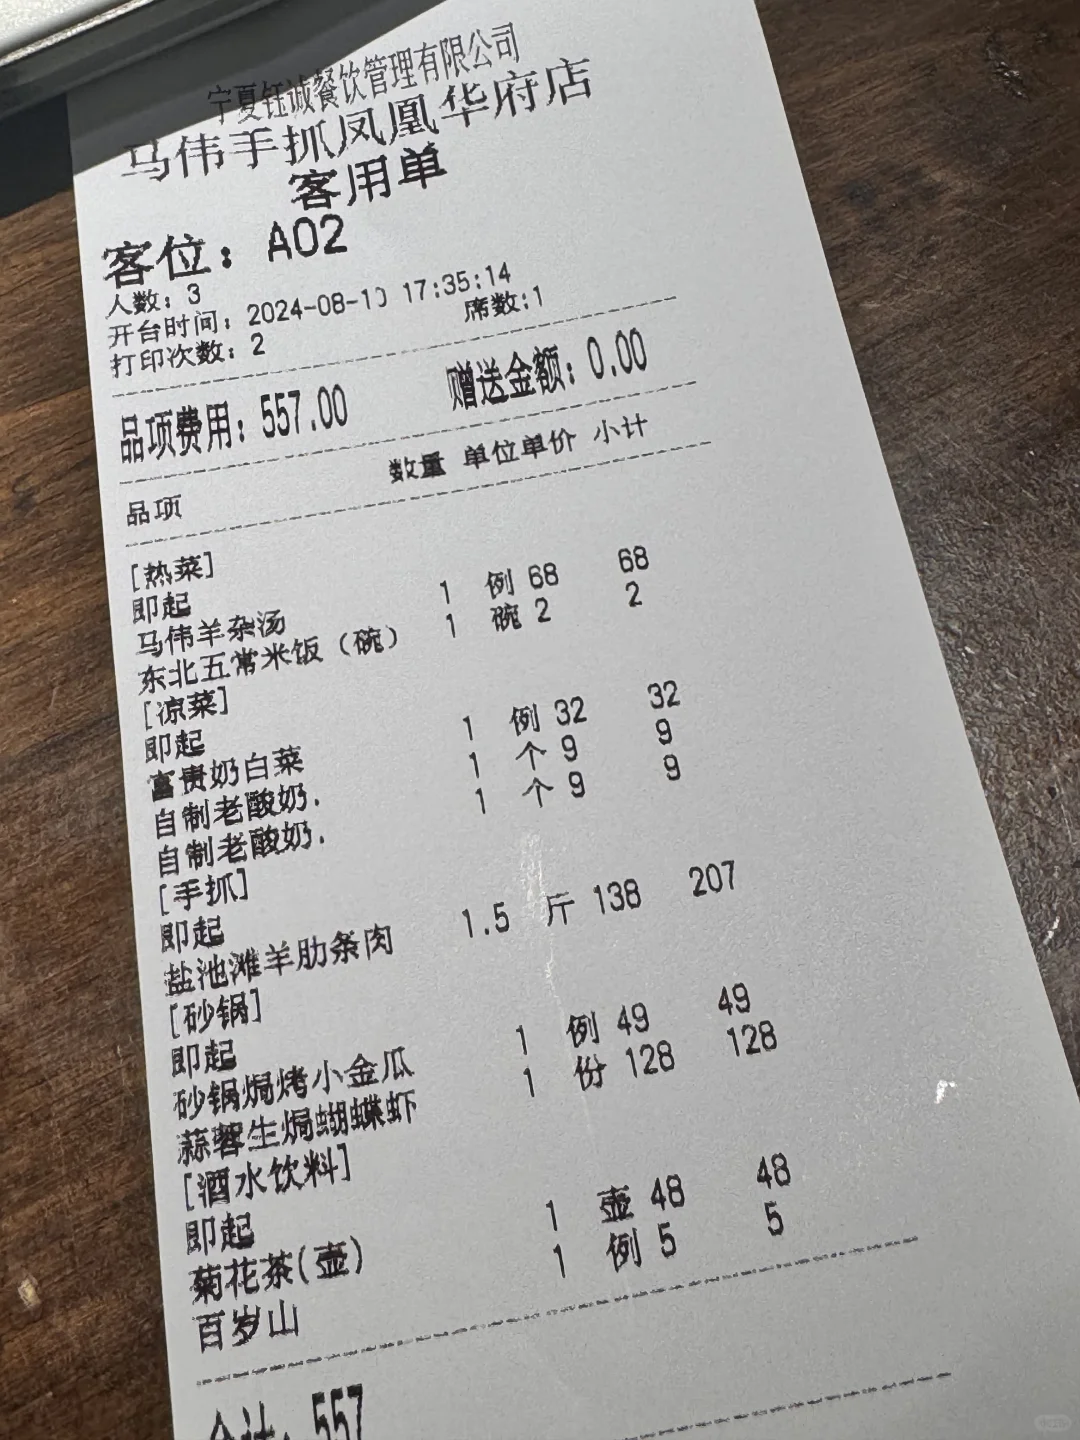 宁夏钰诚餐饮管理有限公司
马伟手抓凤凰华府店
客用单
客位：A02
人数：3
开台时间：2024-08-10 17:35:14
打印次数：2 席数:1
品项费用：557.00 赠送金额：0.00
品项 数量 单位单价 小计
[热菜]
即起
马伟羊杂汤 1 例 68 68
东北五常米饭（碗） 1 碗 2 2
[凉菜]
即起
富贵奶白菜 1 例 32 32
自制老酸奶. 1 个 9 9
自制老酸奶. 1 个 9 9
[手抓]
即起
盐池滩羊肋条肉 1.5 斤 138 207
[砂锅]
即起
砂锅焗烤小金瓜 1 例 49 49
蒜蓉生焗蝴蝶虾 1 份 128 128
[酒水饮料]
即起
菊花茶(壶) 1 壶 48 48
百岁山 1 例 5 5
合计：557